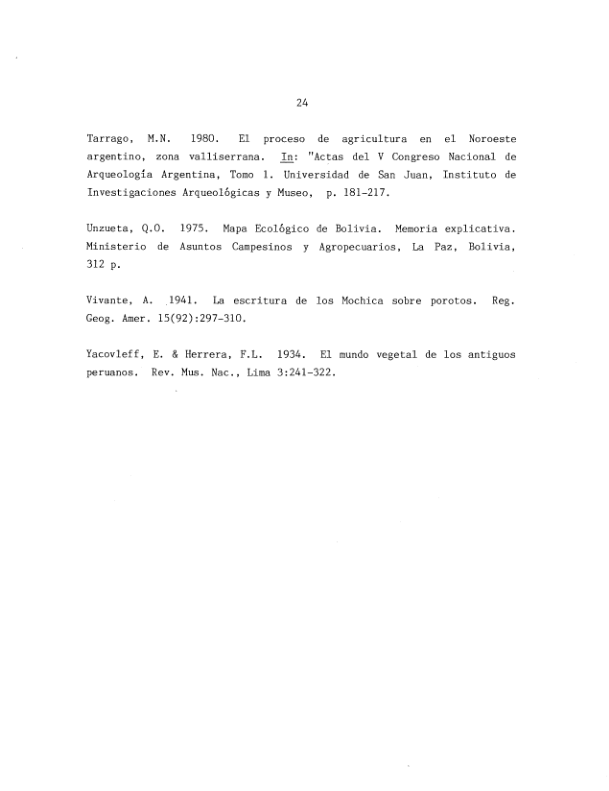 24
Tarrago, M.N. 1980. El proceso de agricultura en el Noroeste
argentino, zona valliserrana. In: "Actas del V Congreso Nacional de
Arqueología Argentina, Tomo 1. Universidad de San Juan, Instituto de
Investigaciones Arqueológicas y Museo, p. 181-217.
Unzueta, Q.O. 1975. Mapa Ecológico de Bolivia. Memoria explicativa.
Ministerio de Asuntos Campesinos y Agropecuarios, La Paz, Bolivia,
312 p.
Vivante, A. 1941. La escritura de los Mochica sobre porotos. Reg.
Geog. Amer. 15(92):297-310.
Yacovleff, E. & Herrera, F.L. 1934. El mundo vegetal de los antiguos
peruanos. Rev. Mus. Nac., Lima 3:241-322.